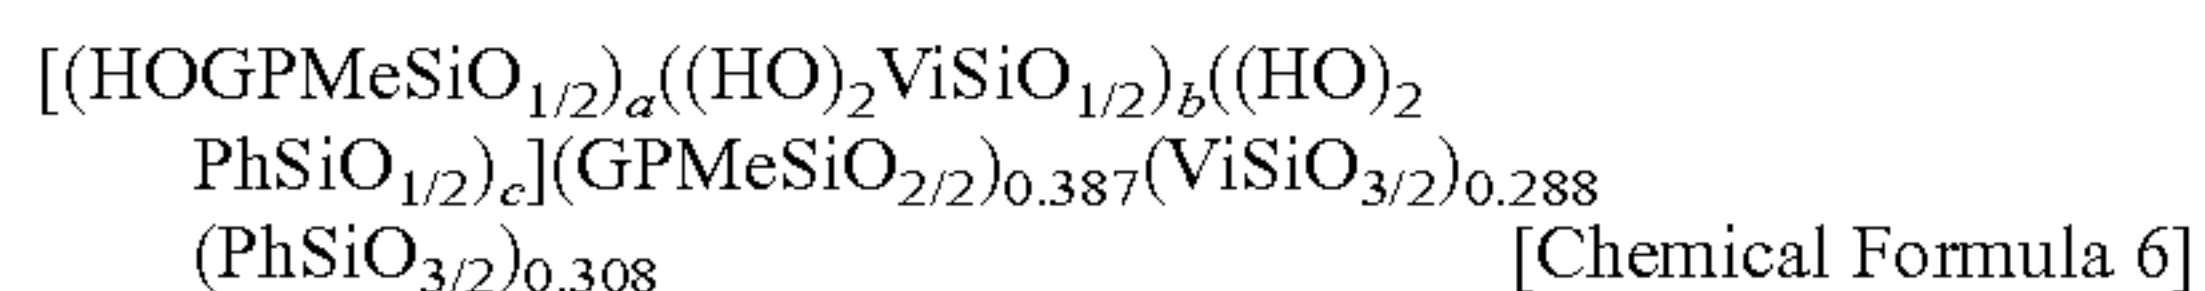 [(HOGPMeSiO1/2)a((HO)2ViSiO1/2)b((HO)2
PhSiO1/2)c](GPMeSiO2/2)0.387(ViSiO3/2)0.288
(PhSiO3/2)0.308 [Chemical Formula 6]